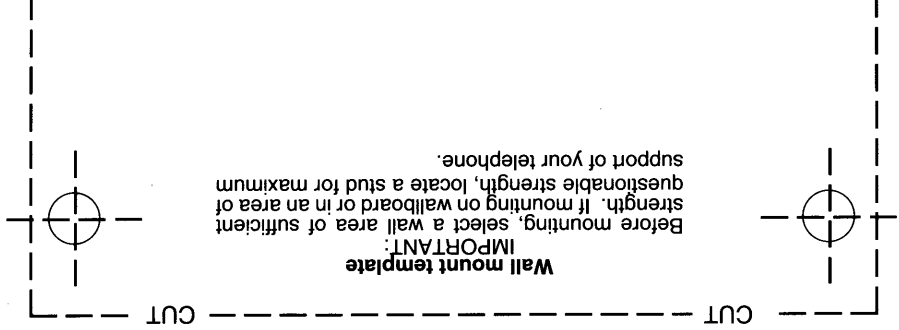 CUT CUT
Wall mount template
IMPORTANT:
Before mounting, select a wall area of sufficient
strength. If mounting on wallboard or in an area of
questionable strength, locate a stud for maximum
support of your telephone.